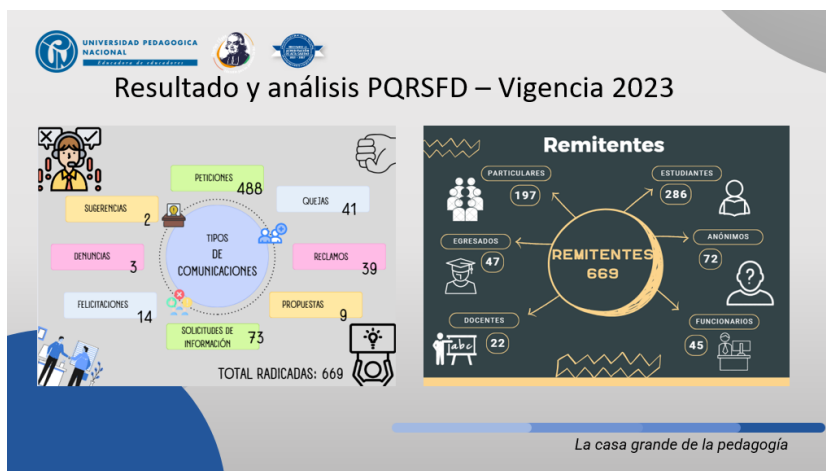 UNIVERSIDAD PEDAGOGICA
NACIONAL
Educadora de educadores
Resultado y análisis PQRSFD – Vigencia 2023
PETICIONES
488
SUGERENCIAS
2
QUEJAS
41
TIPOS
DE
COMUNICACIONES
DENUNCIAS
3
RECLAMOS
39
FELICITACIONES
14
PROPUESTAS
9
SOLICITUDES DE
INFORMACIÓN
73
TOTAL RADICADAS: 669
Remitentes
PARTICULARES
197
ESTUDIANTES
286
EGRESADOS
47
REMITENTES
669
ANÓNIMOS
72
?
DOCENTES
22
abc
FUNCIONARIOS
45
La casa grande de la pedagogía